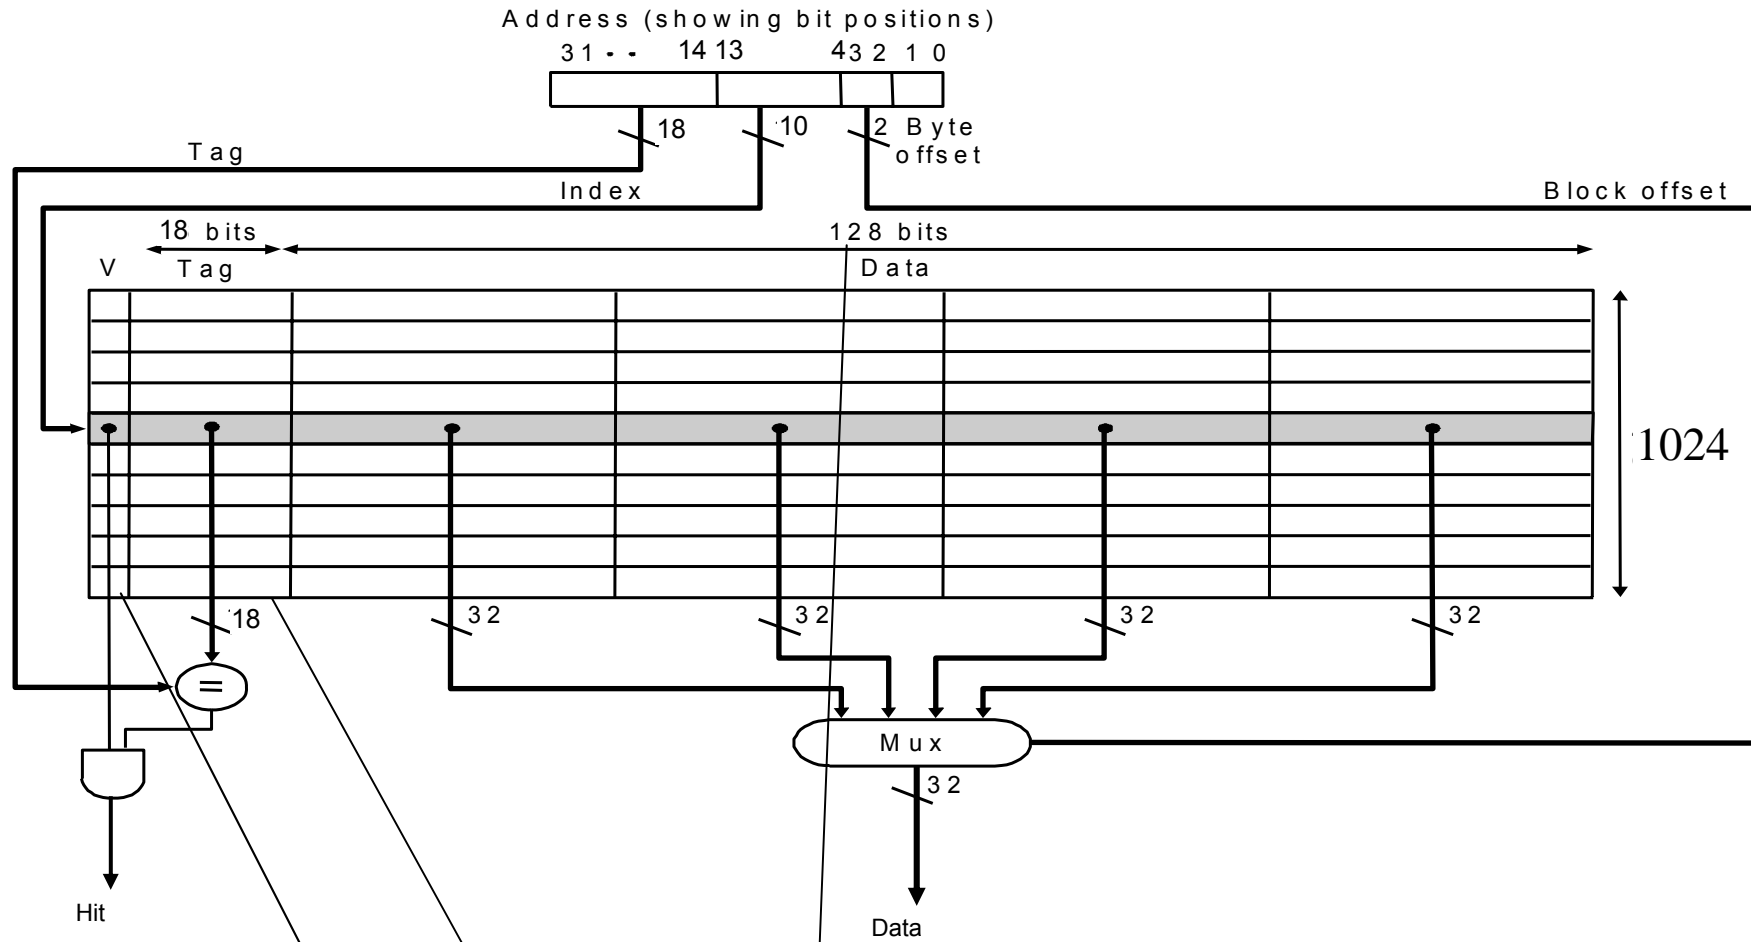 Address (showing bit positions)
31 - - 14 13 4 3 2 1 0
18 10 2 Byte
offset
Tag
Index
Block offset
18 bits 128 bits
V Tag Data
1024
18 32 32 32 32
=
Mux
32
Hit
Data